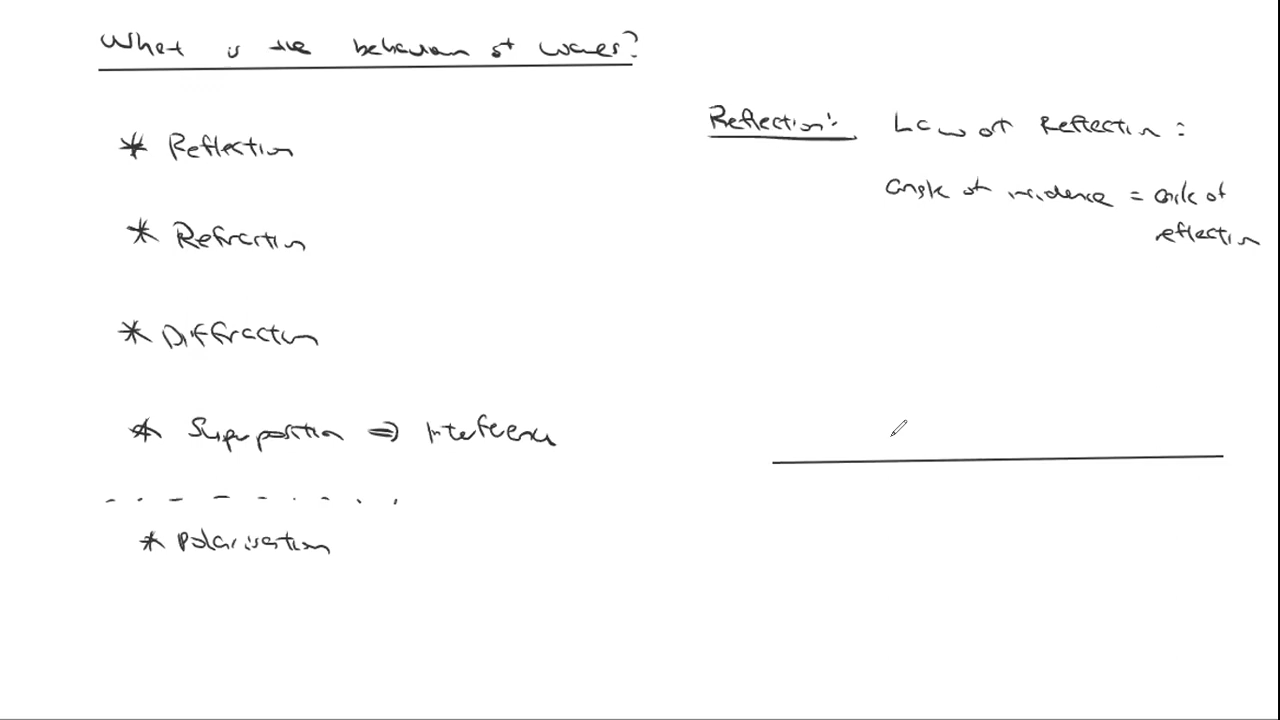 What is the behaviour of waves?
* Reflection
* Refraction
* Diffraction
* Superposition ⇒ Interference
* Polarisation
Reflection: Law of Reflection:
angle of incidence = angle of
reflection